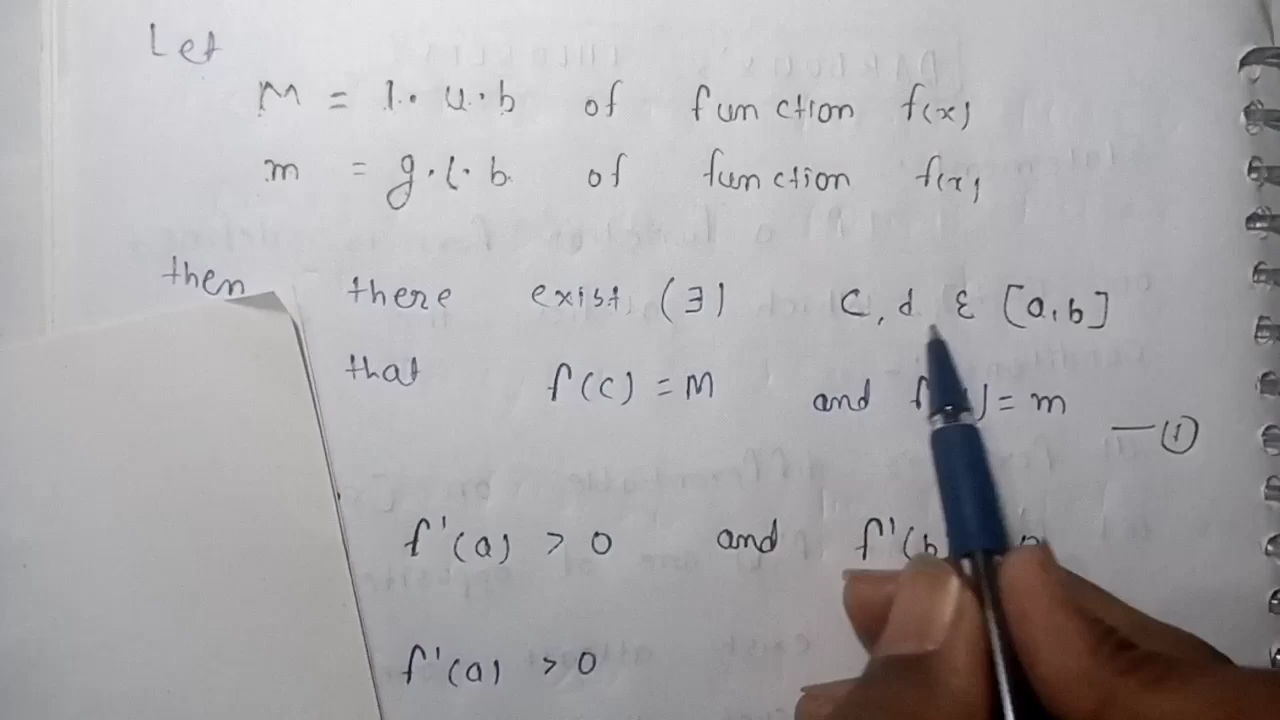 Let
M = l.u.b of function f(x)
m = g.l.b. of function f(x)
then there exist (∃) c, d ε [a,b]
that f(c) = M and f = m —①
f'(a) > 0 and f'(b
f'(a) > 0